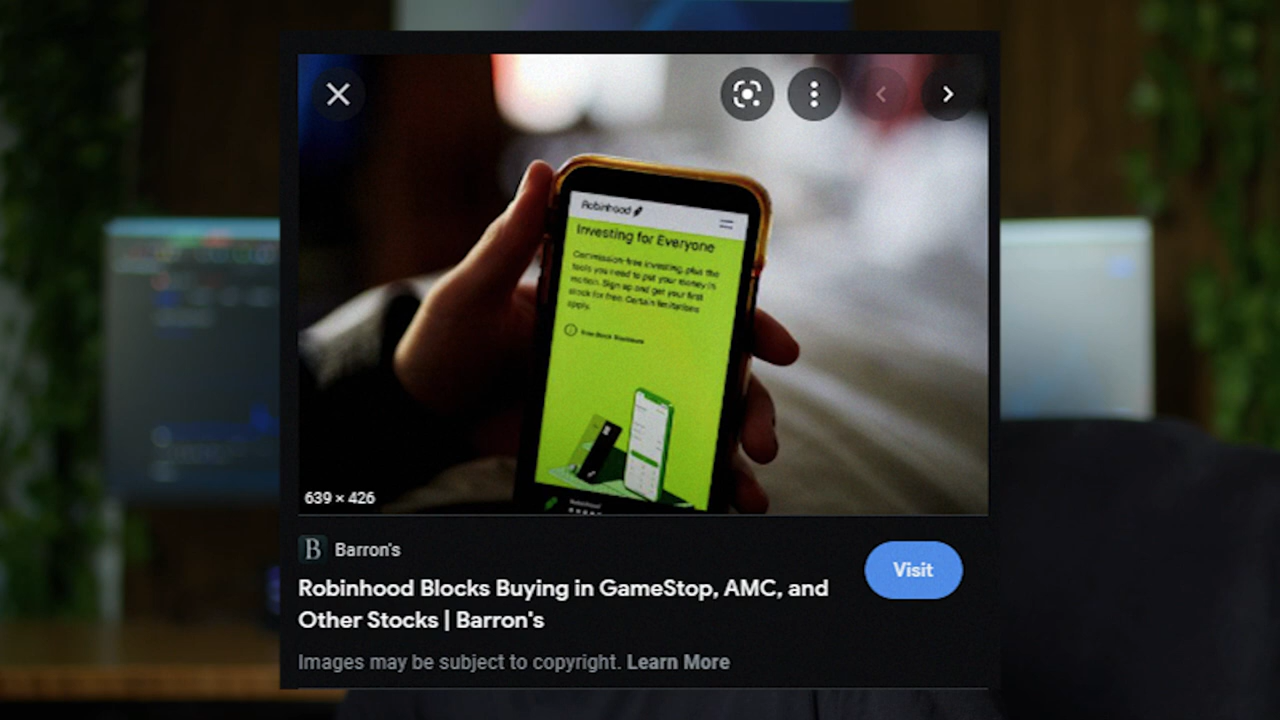 Robinhood
Investing for Everyone
Commission-free investing, plus the
tools you need to put your money in
motion. Sign up and get your first
stock for free. Certain limitations
apply.
639 × 426
B Barron's
Visit
Robinhood Blocks Buying in GameStop, AMC, and
Other Stocks | Barron's
Images may be subject to copyright. Learn More